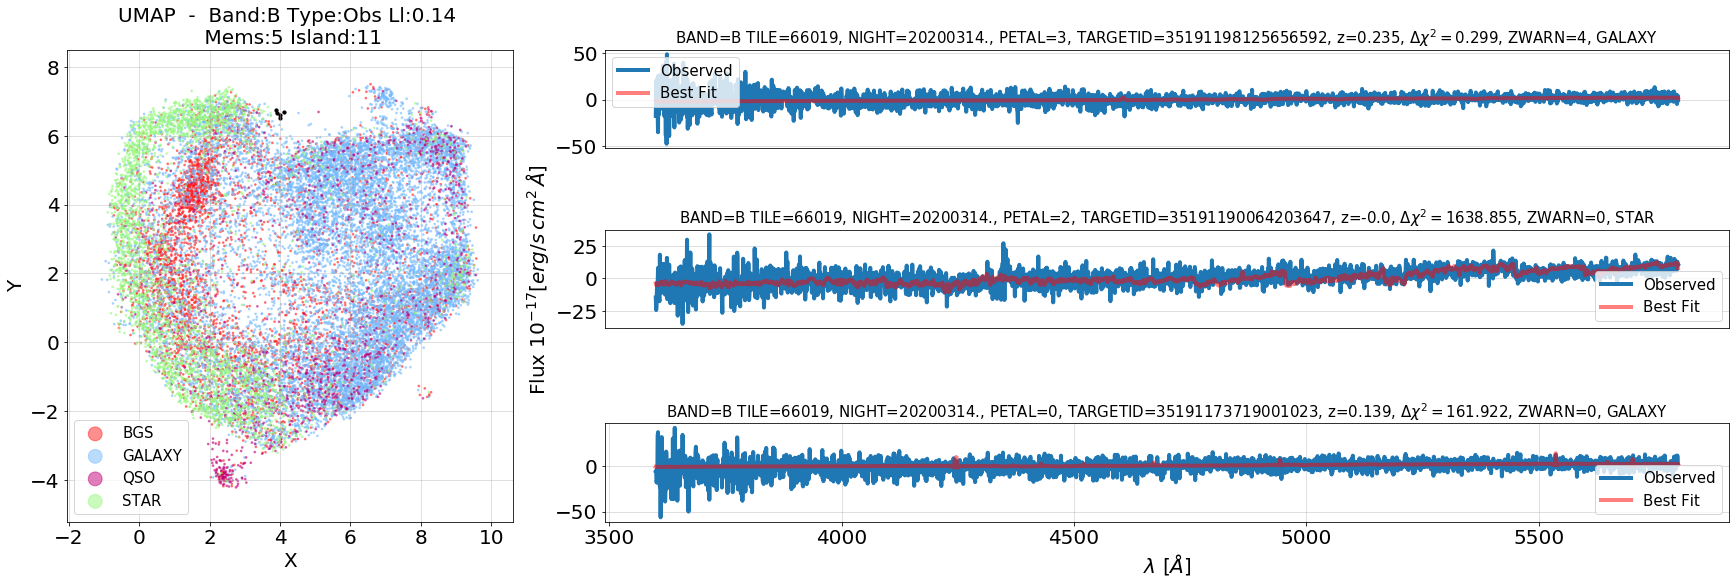 UMAP - Band:B Type:Obs Ll:0.14
Mems:5 Island:11
8
6
4
2
0
−2
−4
Y
−2
0
2
4
6
8
10
X
BGS
GALAXY
QSO
STAR
Flux 10⁻¹⁷[erg/s cm² Å]
BAND=B TILE=66019, NIGHT=20200314., PETAL=3, TARGETID=35191198125656592, z=0.235, Δχ² = 0.299, ZWARN=4, GALAXY
50
0
−50
Observed
Best Fit
BAND=B TILE=66019, NIGHT=20200314., PETAL=2, TARGETID=35191190064203647, z=-0.0, Δχ² = 1638.855, ZWARN=0, STAR
25
0
−25
Observed
Best Fit
BAND=B TILE=66019, NIGHT=20200314., PETAL=0, TARGETID=35191173719001023, z=0.139, Δχ² = 161.922, ZWARN=0, GALAXY
0
−50
Observed
Best Fit
3500
4000
4500
5000
5500
λ [Å]